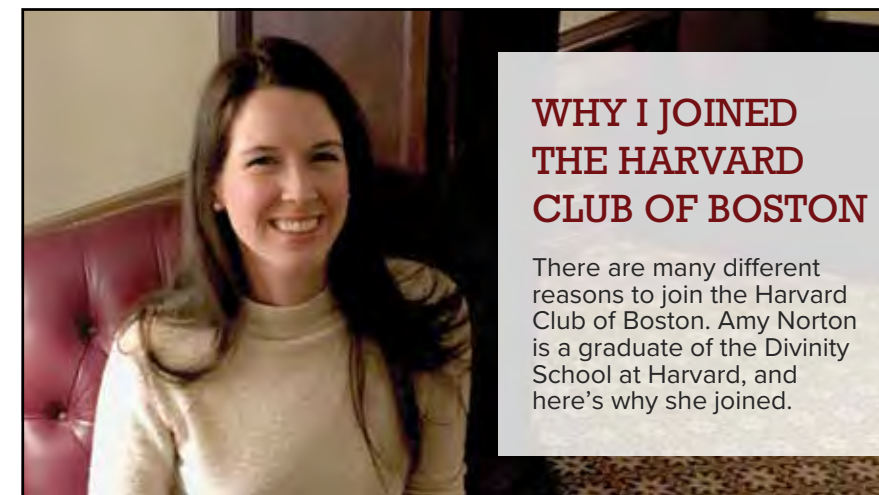 WHY I JOINED
THE HARVARD
CLUB OF BOSTON
There are many different
reasons to join the Harvard
Club of Boston. Amy Norton
is a graduate of the Divinity
School at Harvard, and
here’s why she joined.